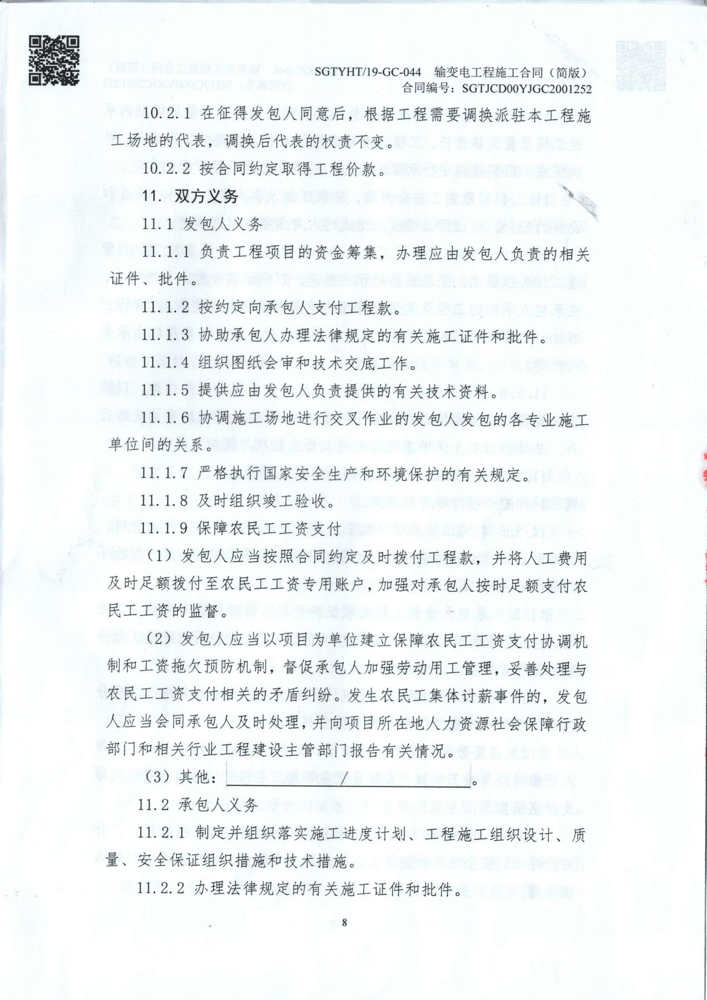 SGTYHT/19-GC-044 输变电工程施工合同（简版）
合同编号：SGTJCD00YJGC2001252
10.2.1 在征得发包人同意后，根据工程需要调换派驻本工程施
工场地的代表，调换后代表的权责不变。
10.2.2 按合同约定取得工程价款。
11. 双方义务
11.1 发包人义务
11.1.1 负责工程项目的资金筹集，办理应由发包人负责的相关
证件、批件。
11.1.2 按约定向承包人支付工程款。
11.1.3 协助承包人办理法律规定的有关施工证件和批件。
11.1.4 组织图纸会审和技术交底工作。
11.1.5 提供应由发包人负责提供的有关技术资料。
11.1.6 协调施工场地进行交叉作业的发包人发包的各专业施工
单位间的关系。
11.1.7 严格执行国家安全生产和环境保护的有关规定。
11.1.8 及时组织竣工验收。
11.1.9 保障农民工工资支付
（1）发包人应当按照合同约定及时拨付工程款，并将人工费用
及时足额拨付至农民工工资专用账户，加强对承包人按时足额支付农
民工工资的监督。
（2）发包人应当以项目为单位建立保障农民工工资支付协调机
制和工资拖欠预防机制，督促承包人加强劳动用工管理，妥善处理与
农民工工资支付相关的矛盾纠纷。发生农民工集体讨薪事件的，发包
人应当会同承包人及时处理，并向项目所在地人力资源社会保障行政
部门和相关行业工程建设主管部门报告有关情况。
（3）其他： / 。
11.2 承包人义务
11.2.1 制定并组织落实施工进度计划、工程施工组织设计、质
量、安全保证组织措施和技术措施。
11.2.2 办理法律规定的有关施工证件和批件。
8